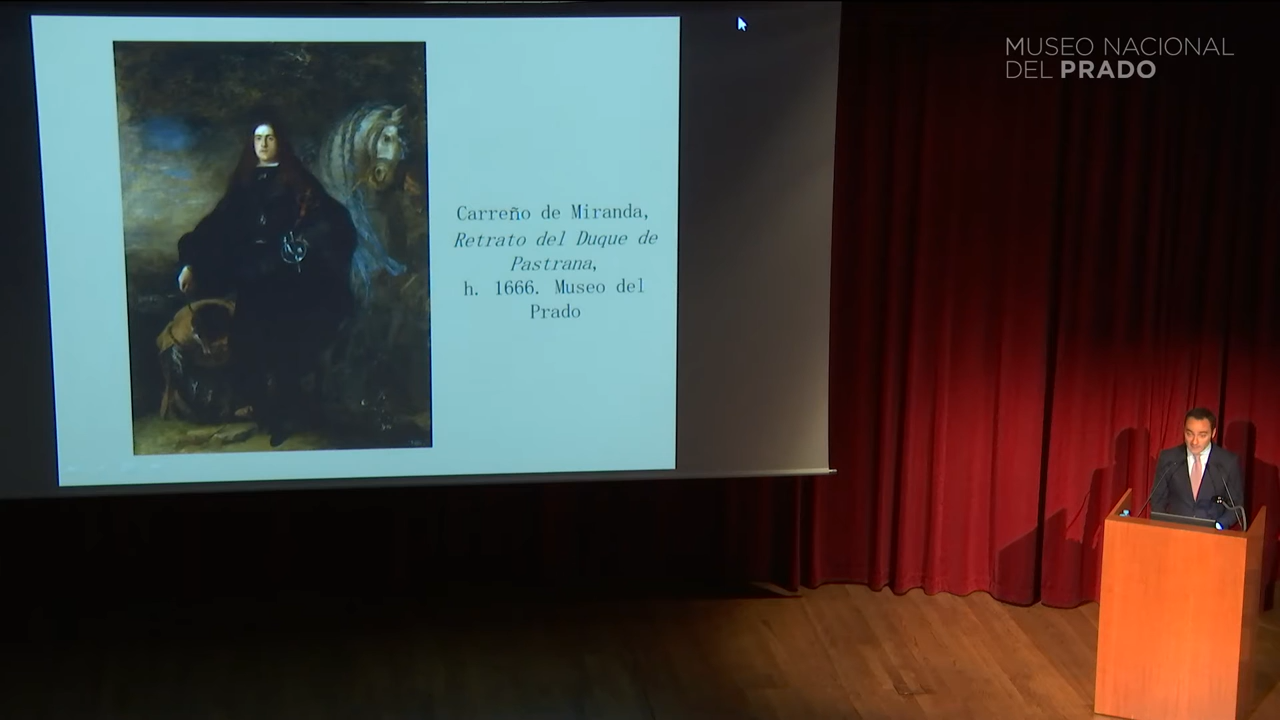 MUSEO NACIONAL
DEL PRADO
Carreño de Miranda,
Retrato del Duque de
Pastrana,
h. 1666. Museo del
Prado